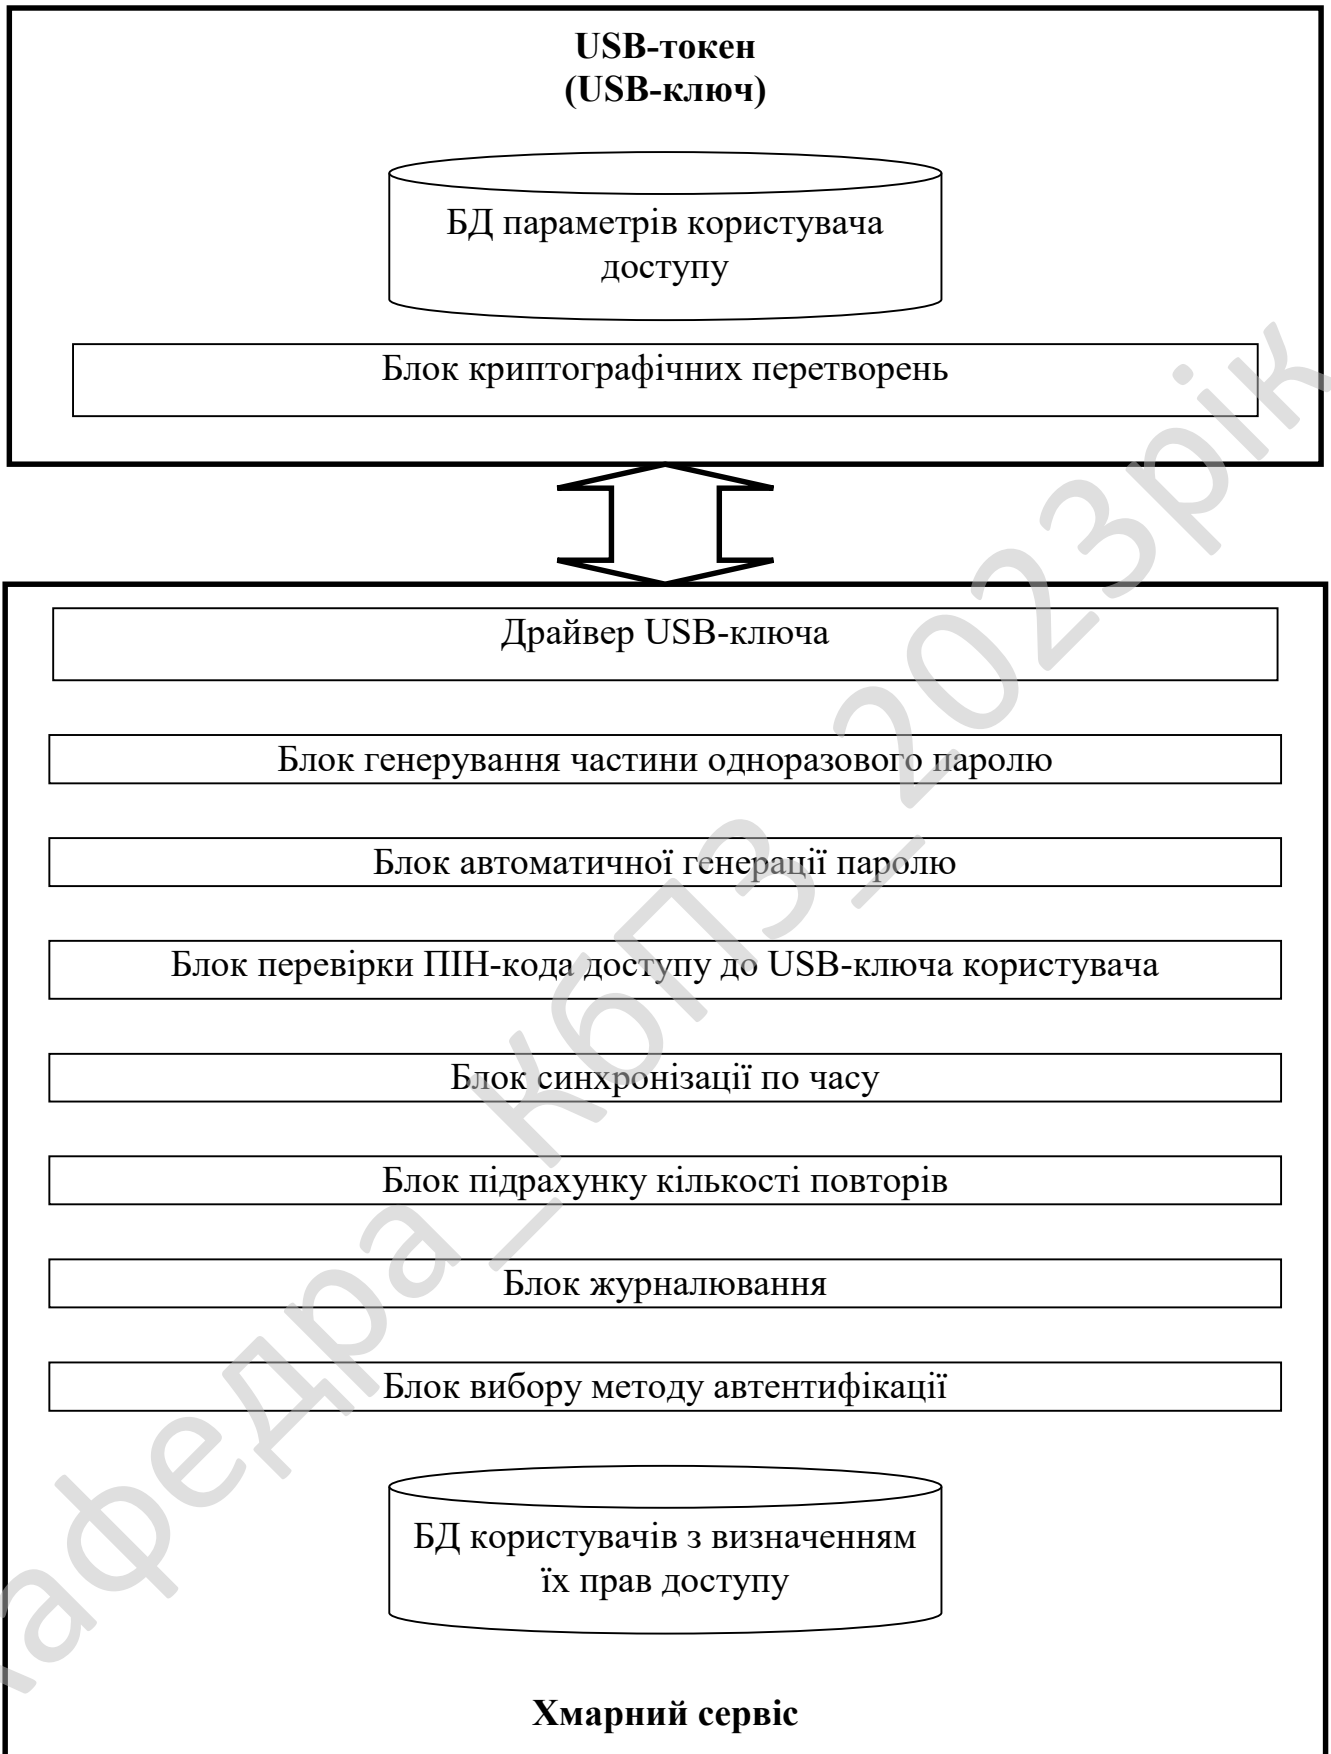 USB-токен
(USB-ключ)
БД параметрів користувача
доступу
Блок криптографічних перетворень
Драйвер USB-ключа
Блок генерування частини одноразового паролю
Блок автоматичної генерації паролю
Блок перевірки ПІН-кода доступу до USB-ключа користувача
Блок синхронізації по часу
Блок підрахунку кількості повторів
Блок журналювання
Блок вибору методу автентифікації
БД користувачів з визначенням
їх прав доступу
Хмарний сервіс
Кафедра_КбПЗ_2023рік